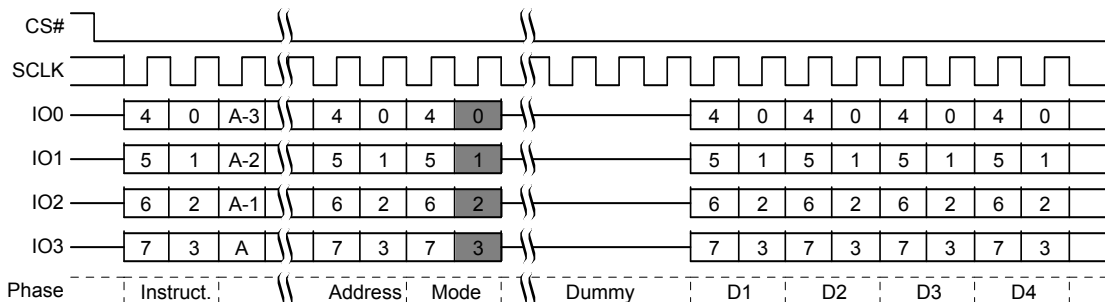 CS#
SCLK
IO0 4 0 A-3 4 0 4 0 4 0 4 0 4 0 4 0
IO1 5 1 A-2 5 1 5 1 5 1 5 1 5 1 5 1
IO2 6 2 A-1 6 2 6 2 6 2 6 2 6 2 6 2
IO3 7 3 A 7 3 7 3 7 3 7 3 7 3 7 3
Phase Instruct. Address Mode Dummy D1 D2 D3 D4